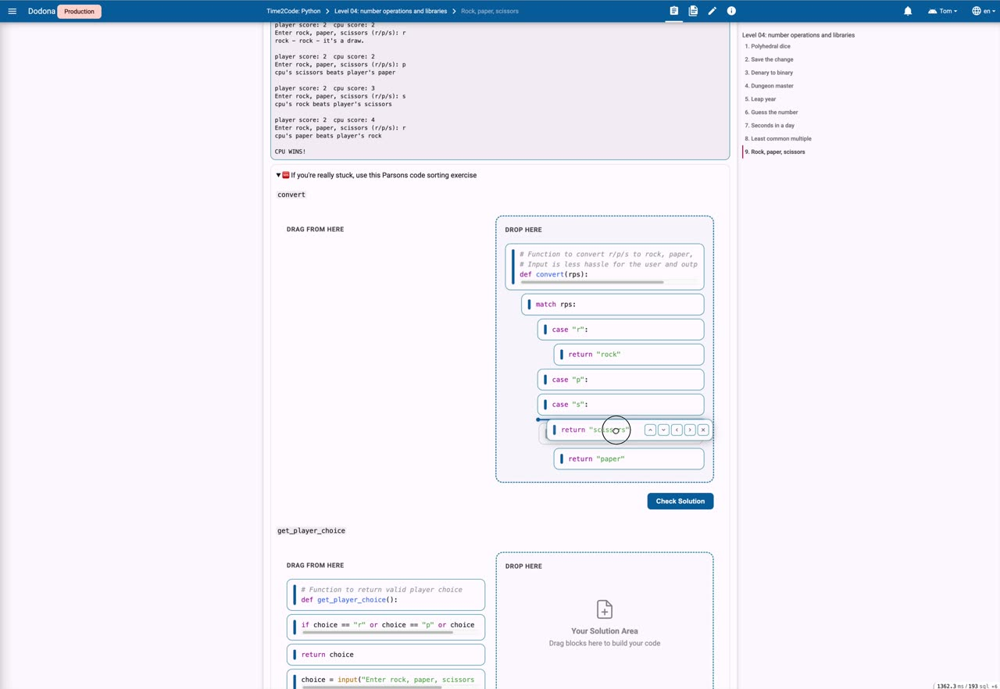 Dodona Production Time2Code: Python Level 04: number operations and libraries Rock, paper, scissors Tom en
player score: 2  cpu score: 2
Enter rock, paper, scissors (r/p/s): r
rock - rock - it's a draw.
player score: 2  cpu score: 2
Enter rock, paper, scissors (r/p/s): p
cpu's scissors beats player's paper
player score: 2  cpu score: 3
Enter rock, paper, scissors (r/p/s): s
cpu's rock beats player's scissors
player score: 2  cpu score: 4
Enter rock, paper, scissors (r/p/s): r
cpu's paper beats player's rock
CPU WINS!
If you're really stuck, use this Parsons code sorting exercise
convert
DRAG FROM HERE
DROP HERE
# Function to convert r/p/s to rock, paper,
# Input is less hassle for the user and outp
def convert(rps):
match rps:
case "r":
return "rock"
case "p":
case "s":
return "scissors"
return "paper"
Check Solution
get_player_choice
DRAG FROM HERE
# Function to return valid player choice
def get_player_choice():
if choice == "r" or choice == "p" or choice
return choice
choice = input("Enter rock, paper, scissors
DROP HERE
Your Solution Area
Drag blocks here to build your code
Level 04: number operations and libraries
1. Polyhedral dice
2. Save the change
3. Denary to binary
4. Dungeon master
5. Leap year
6. Guess the number
7. Seconds in a day
8. Least common multiple
9. Rock, paper, scissors
1362.3 ms / 193 sql +6